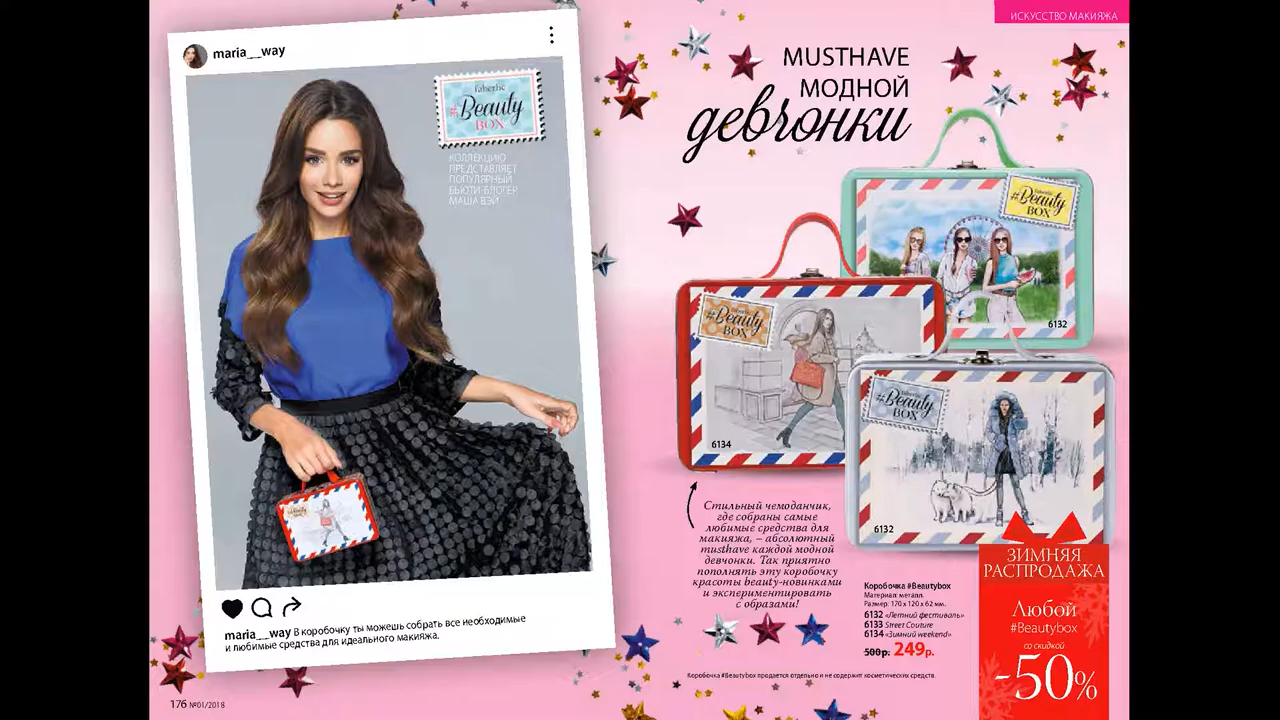 maria__way
faberlic
#Beauty
BOX
КОЛЛЕКЦИЮ
ПРЕДСТАВЛЯЕТ
ПОПУЛЯРНЫЙ
БЬЮТИ-БЛОГЕР
МАША ВЭЙ
maria__way В коробочку ты можешь собрать все необходимые
и любимые средства для идеального макияжа.
176 №01/2018
ИСКУССТВО МАКИЯЖА
MUSTHAVE
МОДНОЙ
девчонки
faberlic
#Beauty
BOX
6132
#Beauty
BOX
6134
#Beauty
BOX
6132
Стильный чемоданчик,
где собраны самые
любимые средства для
макияжа, – абсолютный
musthave каждой модной
девчонки. Так приятно
пополнять эту коробочку
красоты beauty-новинками
и экспериментировать
с образами!
Коробочка #Beautybox
Материал: металл.
Размер: 170 х 120 х 62 мм.
6132 «Летний фестиваль»
6133 Street Couture
6134 «Зимний weekend»
500р. 249р.
Коробочка #Beautybox продается отдельно и не содержит косметических средств.
ЗИМНЯЯ
РАСПРОДАЖА
Любой
#Beautybox
со скидкой
-50%